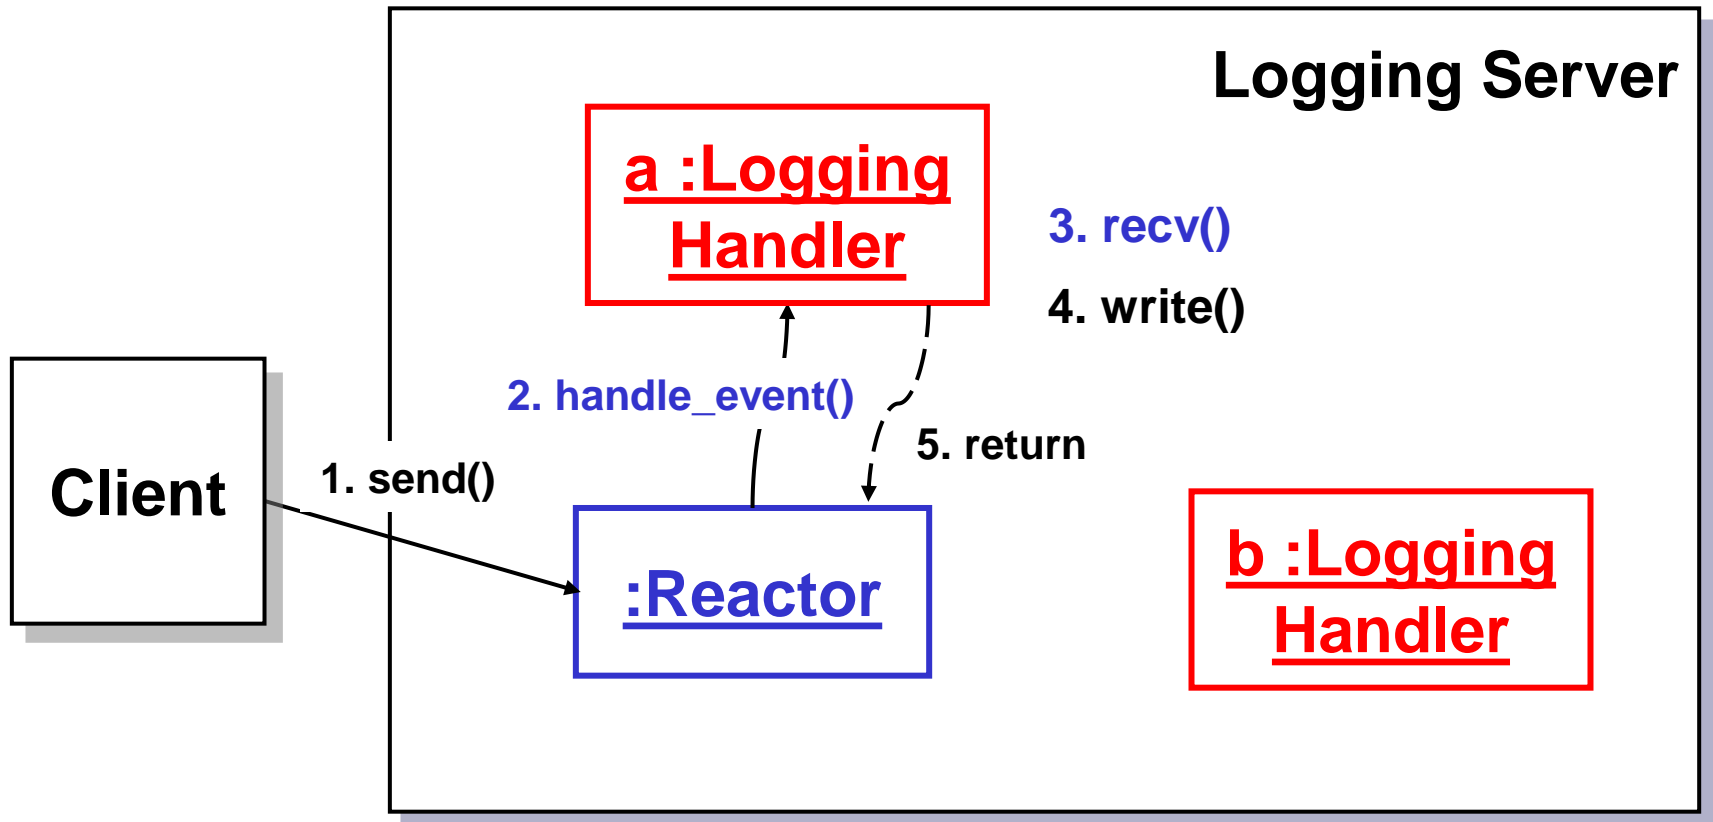 Logging Server
a :Logging
Handler
3. recv()
4. write()
2. handle_event()
5. return
1. send()
Client
:Reactor
b :Logging
Handler